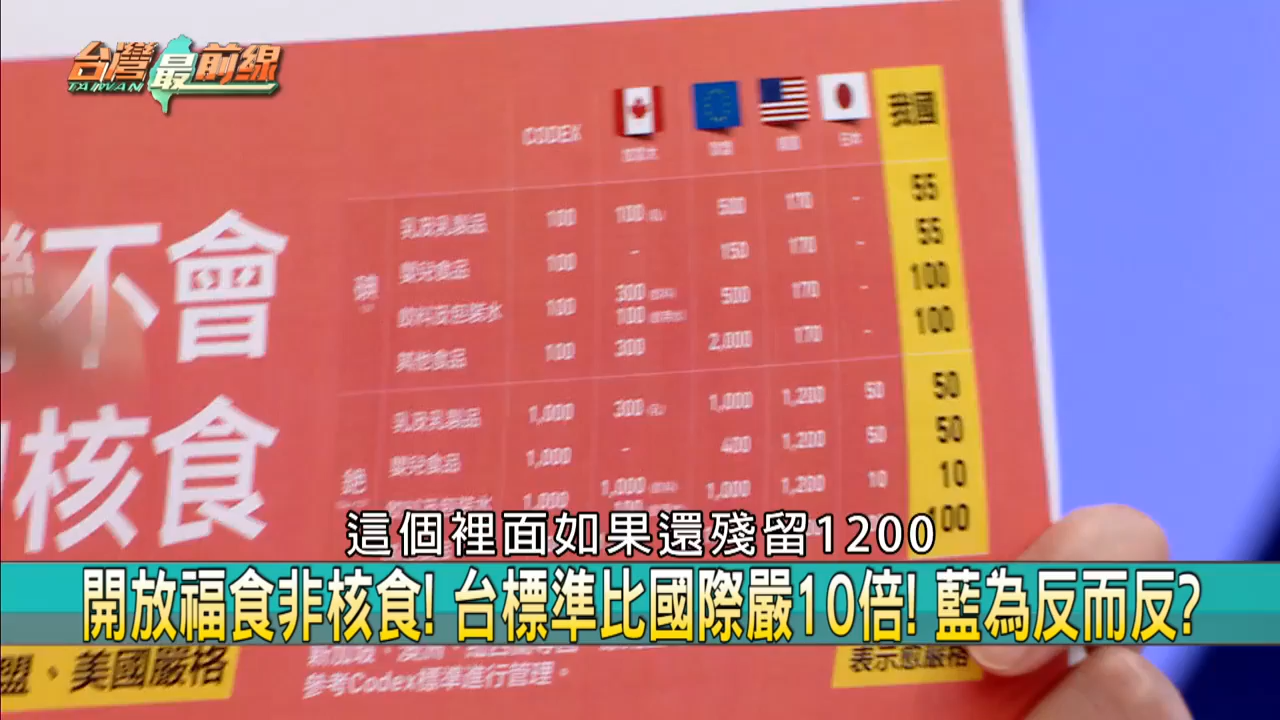 台灣最前線
TAIWAN
CODEX 我國
日本
不會
核食
乳及乳製品 100 100 500 170 - 55
嬰兒食品 100 - 150 170 - 55
飲料及包裝水 100 300 100 500 170 - 100
其他食品 100 300 2,000 170 - 100
乳及乳製品 1,000 300 1,000 1,200 50 50
嬰兒食品 1,000 - 400 1,200 50 50
1,000 1,000 1,000 1,200 10 10
100
這個裡面如果還殘留1200
開放福食非核食! 台標準比國際嚴10倍! 藍為反而反?
盟、美國嚴格
參考Codex標準進行管理。
表示愈嚴格